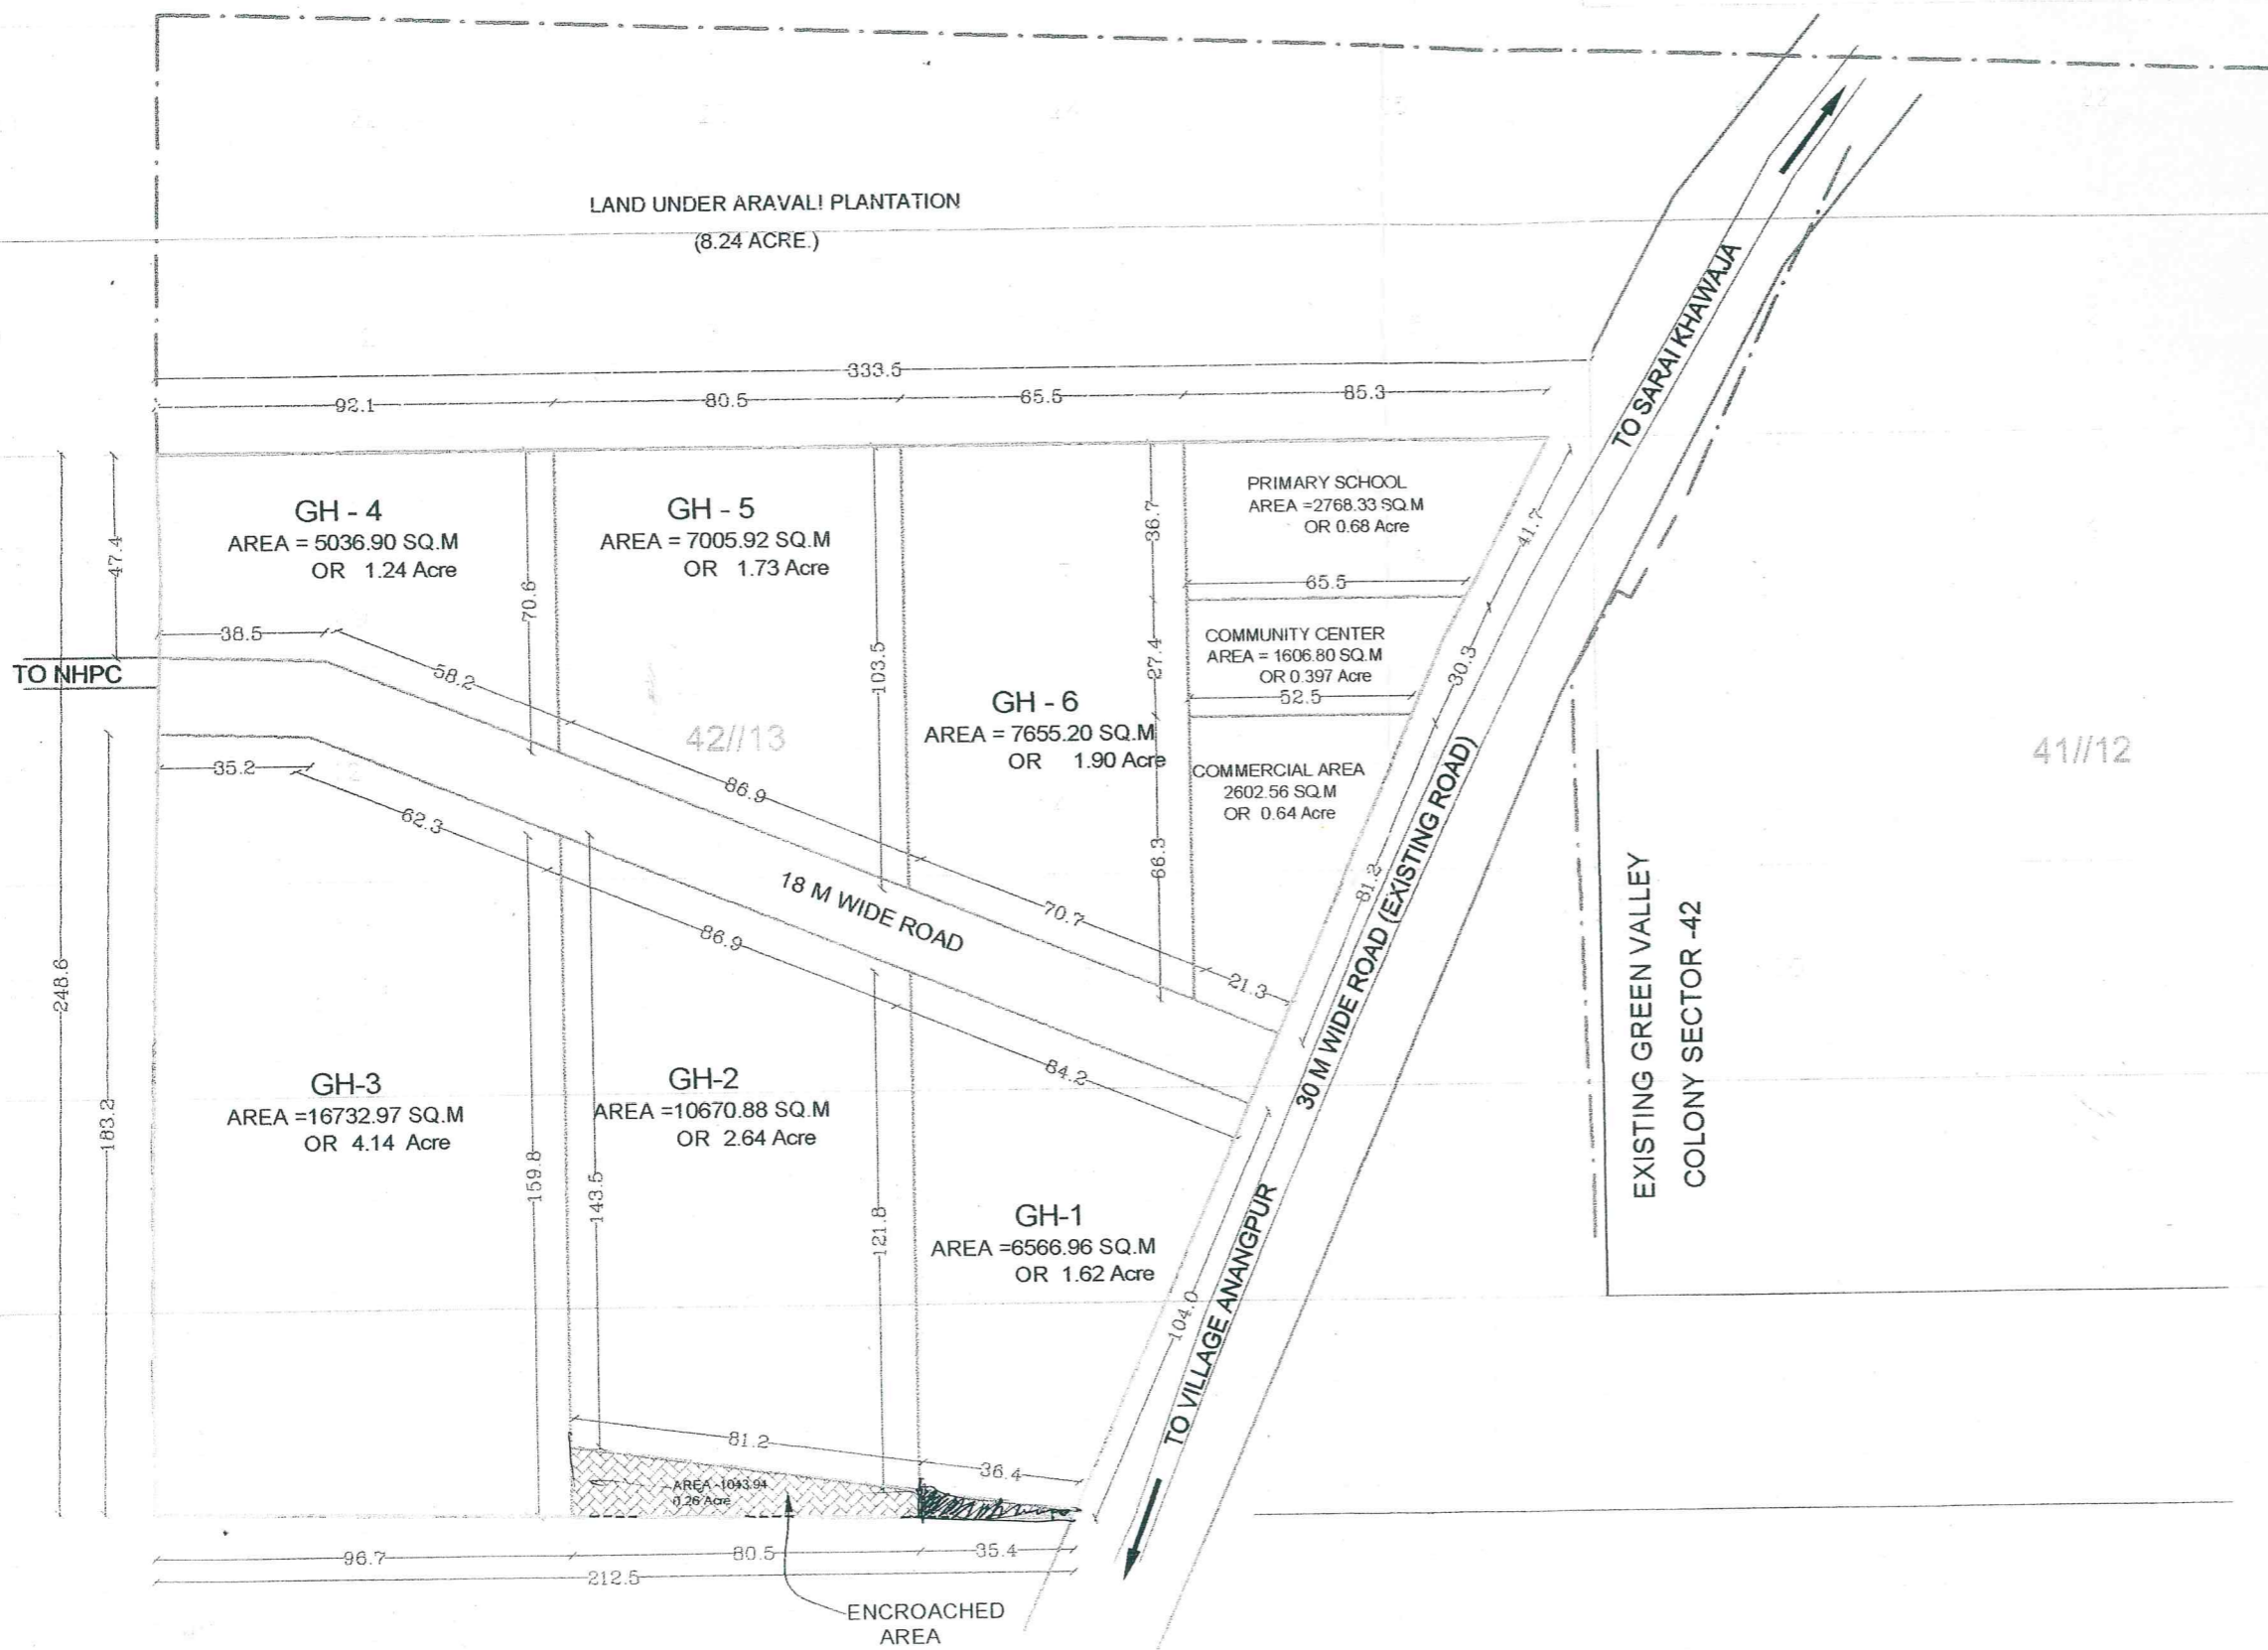 LAND UNDER ARAVALI PLANTATION
(8.24 ACRE.)
TO SARAI KHAWAJA
333.5
92.1
80.5
65.5
85.3
GH - 4
AREA = 5036.90 SQ.M
OR 1.24 Acre
GH - 5
AREA = 7005.92 SQ.M
OR 1.73 Acre
GH - 6
AREA = 7655.20 SQ.M
OR 1.90 Acre
PRIMARY SCHOOL
AREA =2768.33 SQ.M
OR 0.68 Acre
65.5
COMMUNITY CENTER
AREA = 1606.80 SQ.M
OR 0.397 Acre
52.5
COMMERCIAL AREA
2602.56 SQ.M
OR 0.64 Acre
47.4
70.6
103.5
36.7
27.4
66.3
41.7
30.3
81.2
38.5
58.2
86.9
70.7
21.3
TO NHPC
42//13
41//12
35.2
62.3
86.9
84.2
18 M WIDE ROAD
30 M WIDE ROAD (EXISTING ROAD)
EXISTING GREEN VALLEY
COLONY SECTOR -42
248.6
183.2
GH-3
AREA =16732.97 SQ.M
OR 4.14 Acre
159.8
143.5
GH-2
AREA =10670.88 SQ.M
OR 2.64 Acre
121.8
GH-1
AREA =6566.96 SQ.M
OR 1.62 Acre
104.0
TO VILLAGE ANANGPUR
81.2
36.4
AREA -1043.94
0.26 Acre
96.7
80.5
35.4
212.5
ENCROACHED
AREA